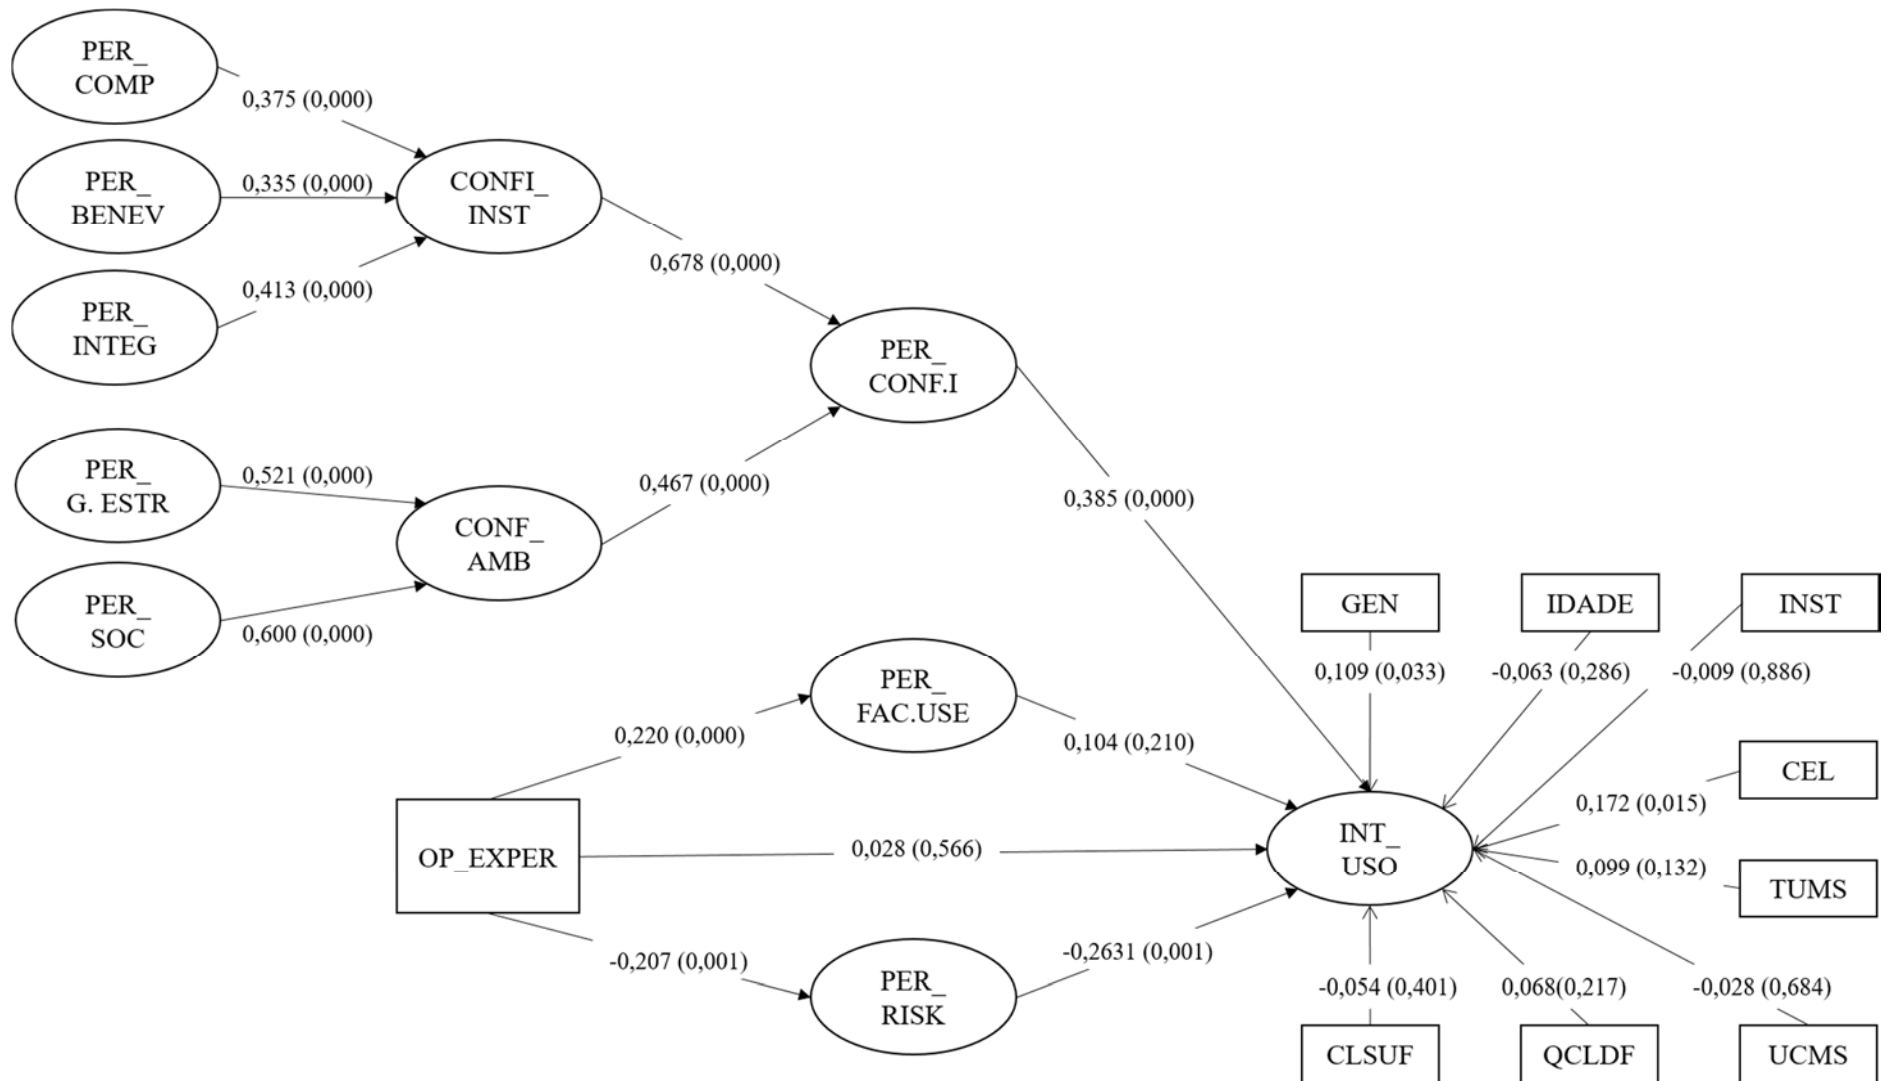 PER_
COMP
0,375 (0,000)
PER_
BENEV
0,335 (0,000)
CONFI_
INST
PER_
INTEG
0,413 (0,000)
0,678 (0,000)
PER_
CONF.I
PER_
G. ESTR
0,521 (0,000)
CONF_
AMB
0,467 (0,000)
0,385 (0,000)
PER_
SOC
0,600 (0,000)
GEN
IDADE
INST
0,109 (0,033)
-0,063 (0,286)
-0,009 (0,886)
PER_
FAC.USE
0,220 (0,000)
0,104 (0,210)
CEL
0,172 (0,015)
OP_EXPER
0,028 (0,566)
INT_
USO
0,099 (0,132)
TUMS
-0,207 (0,001)
-0,2631 (0,001)
PER_
RISK
-0,054 (0,401)
0,068(0,217)
-0,028 (0,684)
CLSUF
QCLDF
UCMS